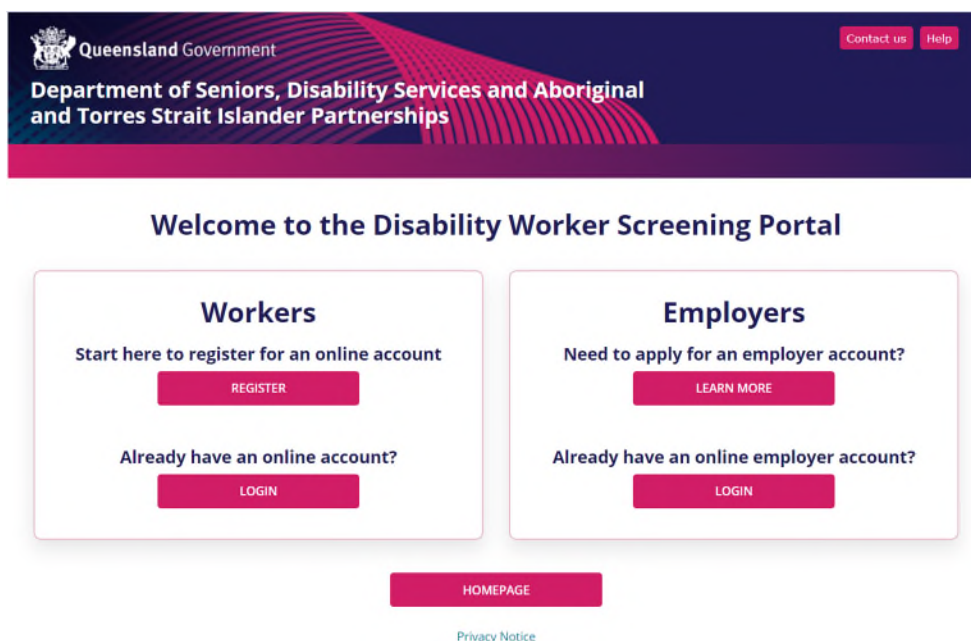 Queensland Government
Contact us
Help
Department of Seniors, Disability Services and Aboriginal
and Torres Strait Islander Partnerships
Welcome to the Disability Worker Screening Portal
Workers
Start here to register for an online account
REGISTER
Already have an online account?
LOGIN
Employers
Need to apply for an employer account?
LEARN MORE
Already have an online employer account?
LOGIN
HOMEPAGE
Privacy Notice